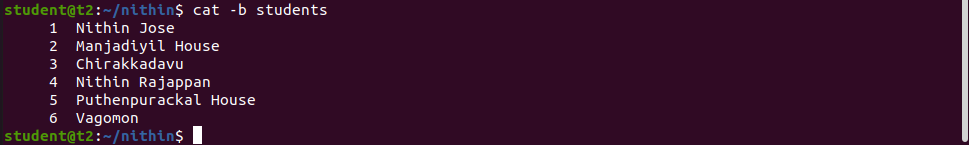 student@t2:~/nithin$ cat -b students
     1  Nithin Jose
     2  Manjadiyil House
     3  Chirakkadavu
     4  Nithin Rajappan
     5  Puthenpurackal House
     6  Vagomon
student@t2:~/nithin$